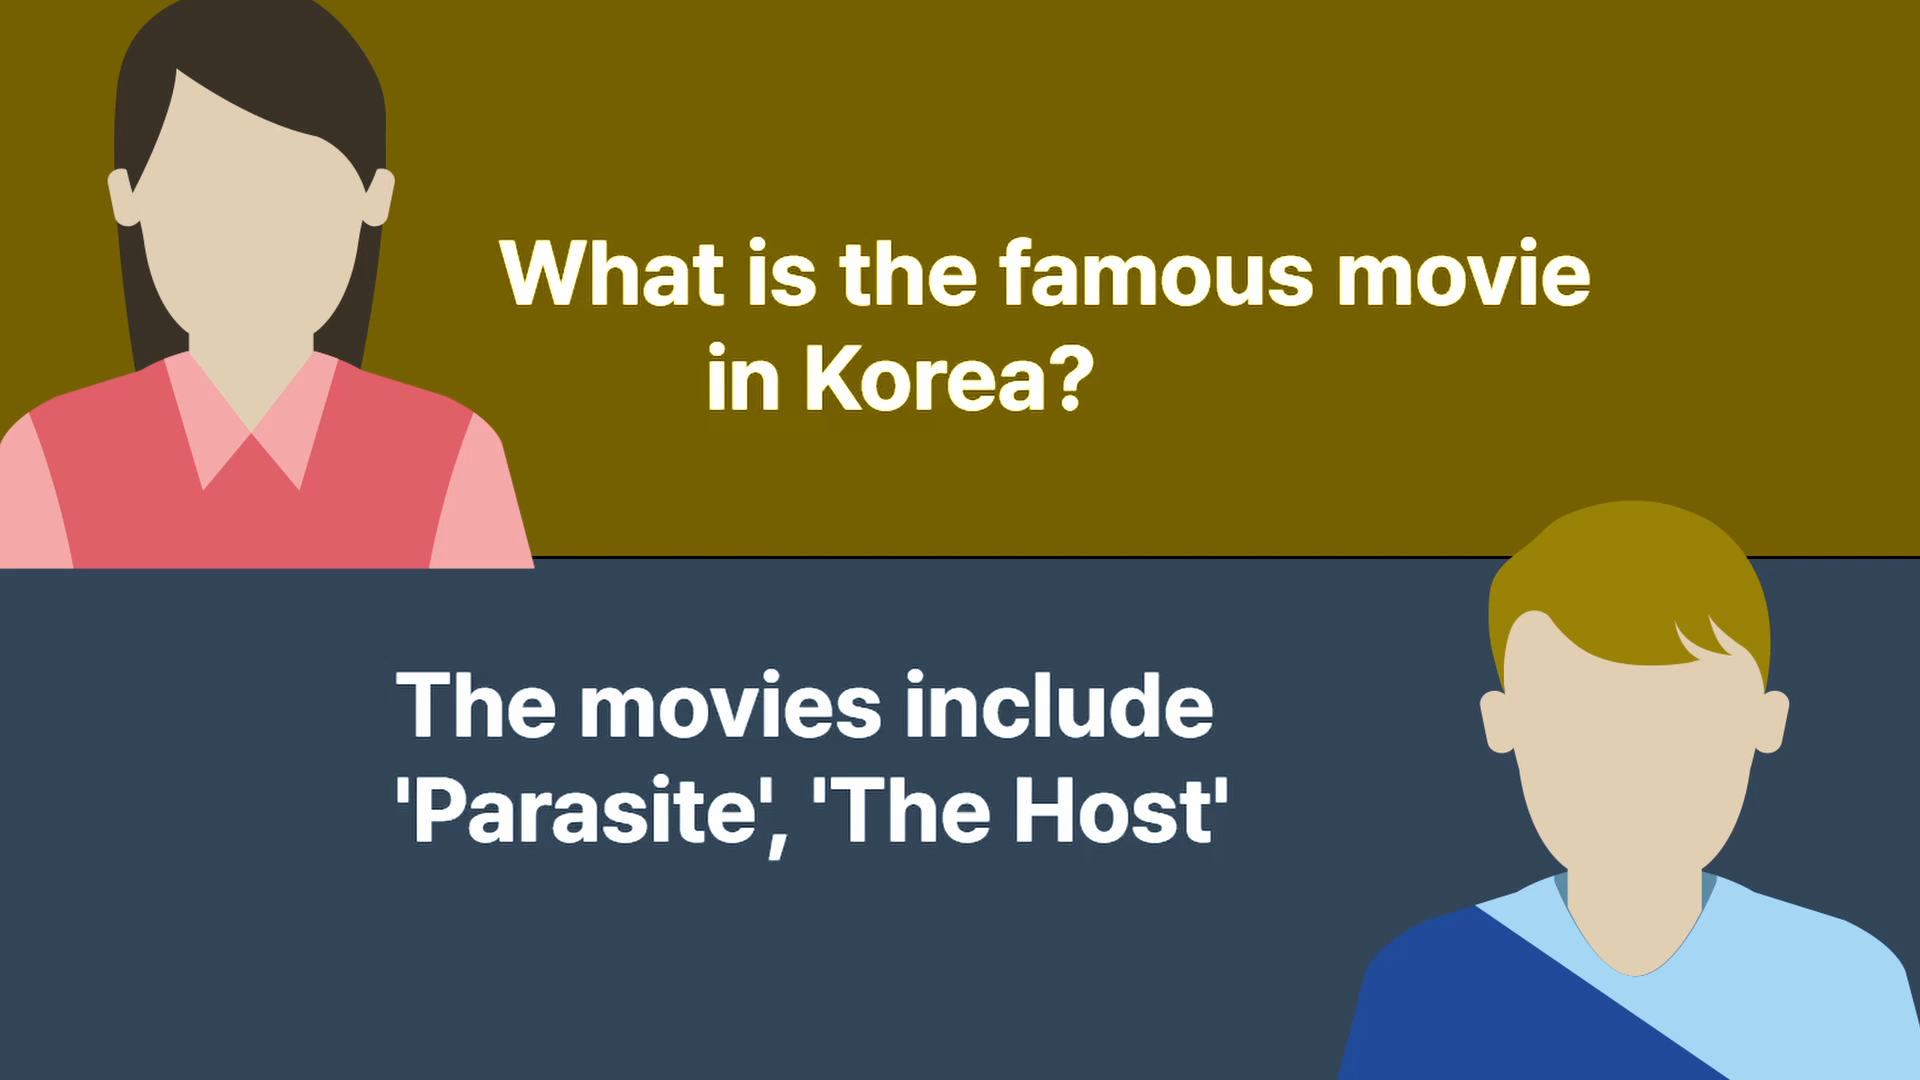 What is the famous movie
in Korea?
The movies include
'Parasite', 'The Host'